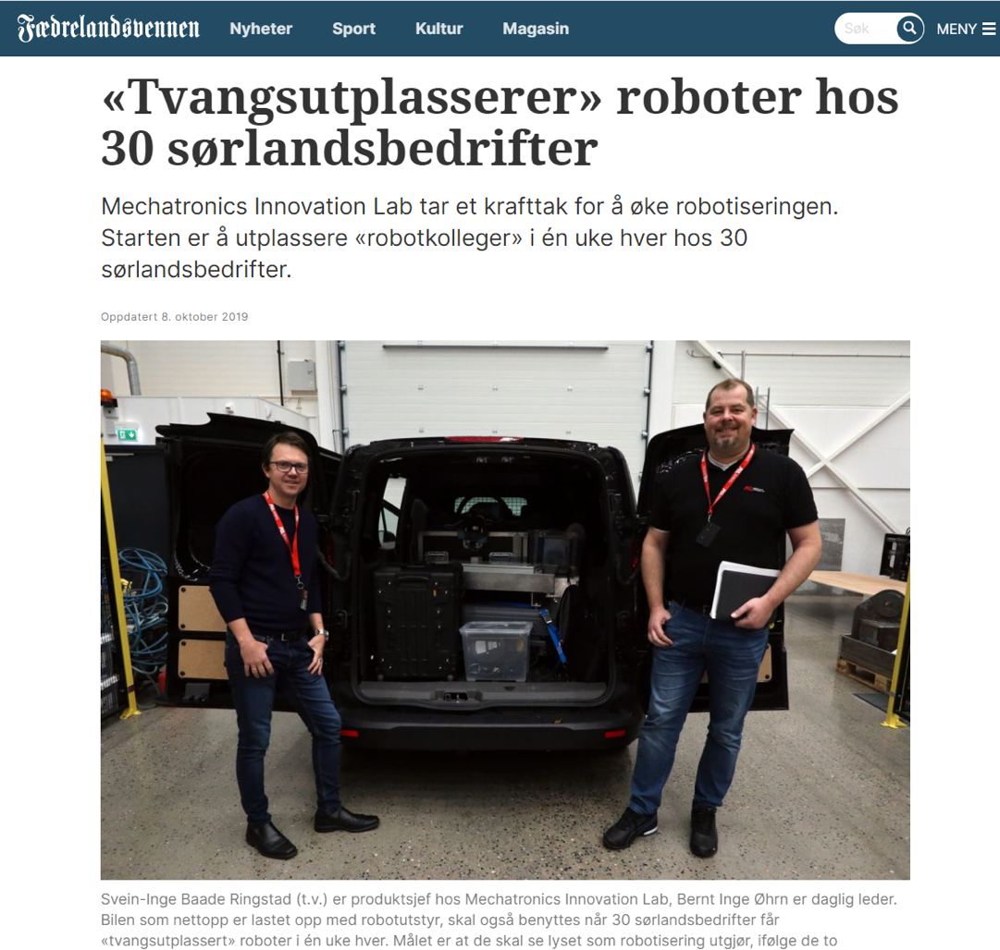 Fædrelandsvennen Nyheter Sport Kultur Magasin Søk MENY
«Tvangsutplasserer» roboter hos
30 sørlandsbedrifter
Mechatronics Innovation Lab tar et krafttak for å øke robotiseringen.
Starten er å utplassere «robotkolleger» i én uke hver hos 30
sørlandsbedrifter.
Oppdatert 8. oktober 2019
Svein-Inge Baade Ringstad (t.v.) er produktsjef hos Mechatronics Innovation Lab, Bernt Inge Øhrn er daglig leder.
Bilen som nettopp er lastet opp med robotutstyr, skal også benyttes når 30 sørlandsbedrifter får
«tvangsutplassert» roboter i én uke hver. Målet er at de skal se lyset som robotisering utgjør, ifølge de to